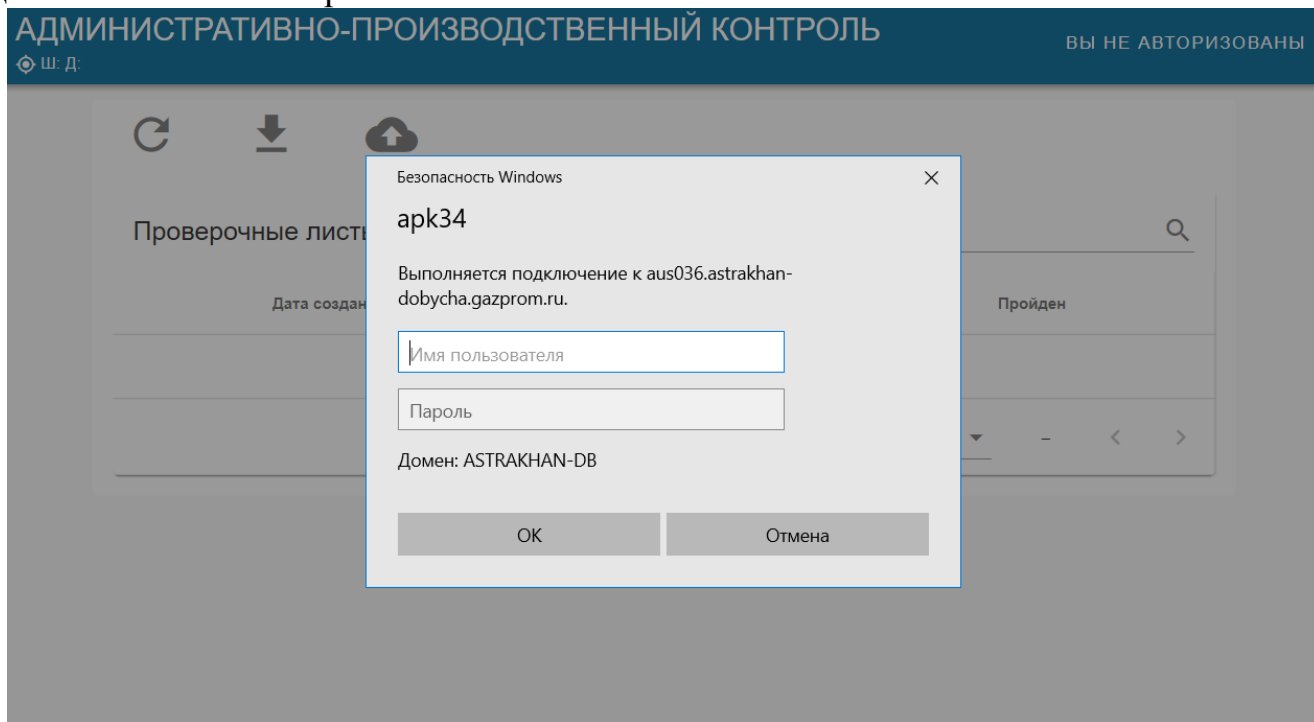 АДМИНИСТРАТИВНО-ПРОИЗВОДСТВЕННЫЙ КОНТРОЛЬ
Ш: Д:
ВЫ НЕ АВТОРИЗОВАНЫ
Безопасность Windows
apk34
Проверочные листы
Выполняется подключение к aus036.astrakhan-
dobycha.gazprom.ru.
Дата создан
Пройден
Имя пользователя
Пароль
–
Домен: ASTRAKHAN-DB
ОК
Отмена